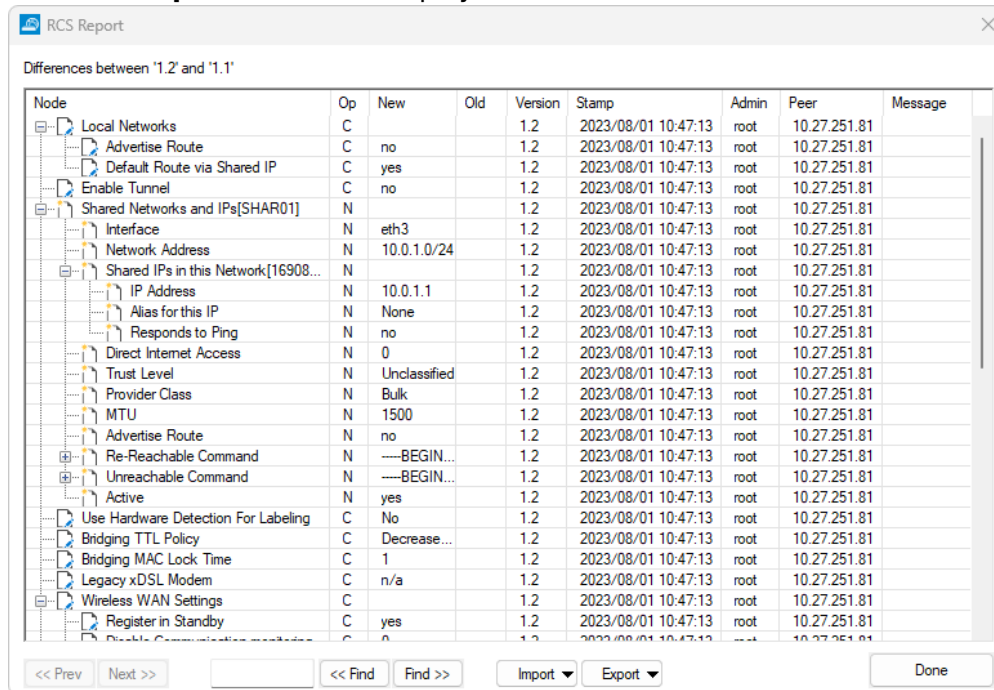 RCS Report
Differences between '1.2' and '1.1'
Node Op New Old Version Stamp Admin Peer Message
Local Networks C 1.2 2023/08/01 10:47:13 root 10.27.251.81
Advertise Route C no 1.2 2023/08/01 10:47:13 root 10.27.251.81
Default Route via Shared IP C yes 1.2 2023/08/01 10:47:13 root 10.27.251.81
Enable Tunnel C no 1.2 2023/08/01 10:47:13 root 10.27.251.81
Shared Networks and IPs[SHAR01] N 1.2 2023/08/01 10:47:13 root 10.27.251.81
Interface N eth3 1.2 2023/08/01 10:47:13 root 10.27.251.81
Network Address N 10.0.1.0/24 1.2 2023/08/01 10:47:13 root 10.27.251.81
Shared IPs in this Network[16908... N 1.2 2023/08/01 10:47:13 root 10.27.251.81
IP Address N 10.0.1.1 1.2 2023/08/01 10:47:13 root 10.27.251.81
Alias for this IP N None 1.2 2023/08/01 10:47:13 root 10.27.251.81
Responds to Ping N no 1.2 2023/08/01 10:47:13 root 10.27.251.81
Direct Internet Access N 0 1.2 2023/08/01 10:47:13 root 10.27.251.81
Trust Level N Unclassified 1.2 2023/08/01 10:47:13 root 10.27.251.81
Provider Class N Bulk 1.2 2023/08/01 10:47:13 root 10.27.251.81
MTU N 1500 1.2 2023/08/01 10:47:13 root 10.27.251.81
Advertise Route N no 1.2 2023/08/01 10:47:13 root 10.27.251.81
Re-Reachable Command N -----BEGIN... 1.2 2023/08/01 10:47:13 root 10.27.251.81
Unreachable Command N -----BEGIN... 1.2 2023/08/01 10:47:13 root 10.27.251.81
Active N yes 1.2 2023/08/01 10:47:13 root 10.27.251.81
Use Hardware Detection For Labeling C No 1.2 2023/08/01 10:47:13 root 10.27.251.81
Bridging TTL Policy C Decrease... 1.2 2023/08/01 10:47:13 root 10.27.251.81
Bridging MAC Lock Time C 1 1.2 2023/08/01 10:47:13 root 10.27.251.81
Legacy xDSL Modem C n/a 1.2 2023/08/01 10:47:13 root 10.27.251.81
Wireless WAN Settings C 1.2 2023/08/01 10:47:13 root 10.27.251.81
Register in Standby C yes 1.2 2023/08/01 10:47:13 root 10.27.251.81
Disable Communication monitoring C 0 1.2 2023/08/01 10:47:13 root 10.27.251.81
<< Prev Next >> << Find Find >> Import Export Done